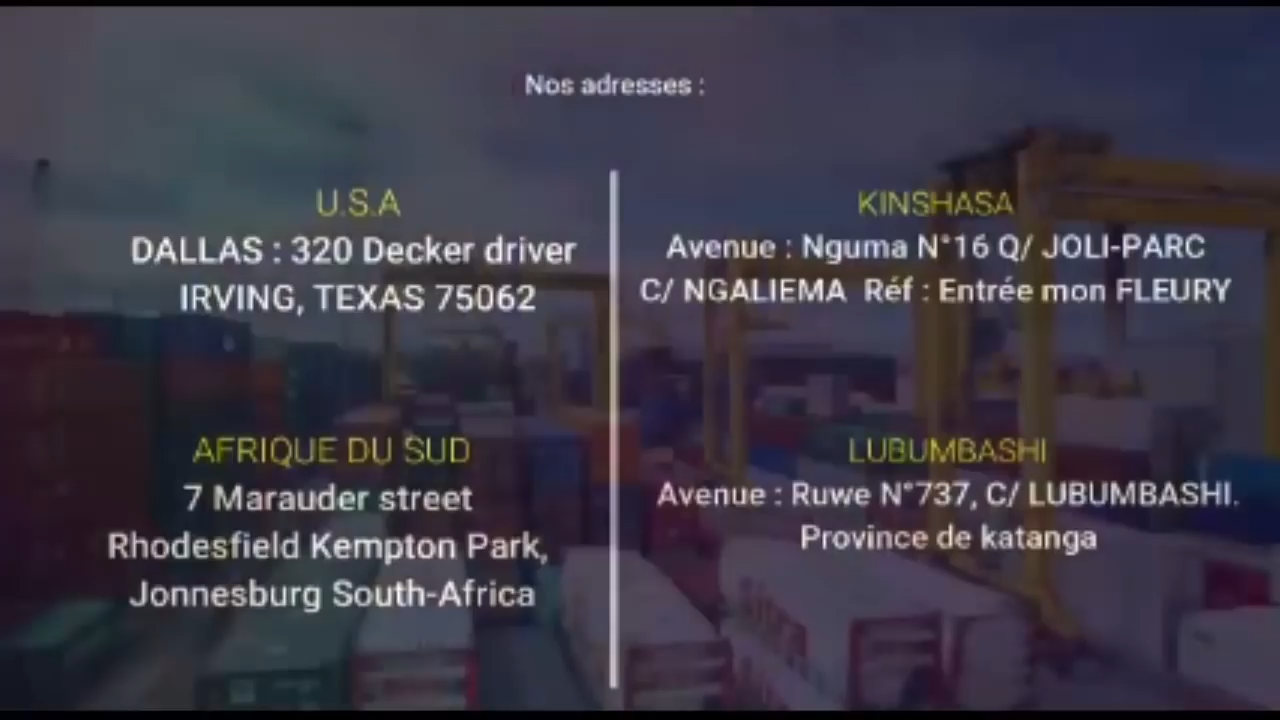 Nos adresses :
U.S.A
DALLAS : 320 Decker driver
IRVING, TEXAS 75062
AFRIQUE DU SUD
7 Marauder street
Rhodesfield Kempton Park,
Jonnesburg South-Africa
KINSHASA
Avenue : Nguma N°16 Q/ JOLI-PARC
C/ NGALIEMA Réf : Entrée mon FLEURY
LUBUMBASHI
Avenue : Ruwe N°737, C/ LUBUMBASHI.
Province de katanga